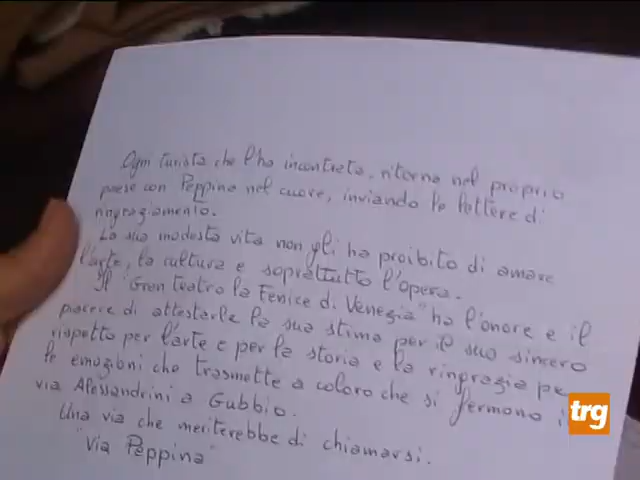 Ogni turista che l'ha incontrata, ritorna nel proprio
paese con Peppina nel cuore, inviando le lettere di
ringraziamento.
La sua modesta vita non gli ha proibito di amare
l'arte, la cultura e soprattutto l'opera.
Il "Gran teatro la Fenice di Venezia" ha l'onore e il
piacere di attestarle la sua stima per il suo sincero
rispetto per l'arte e per la storia e la ringrazia pe
le emozioni che trasmette a coloro che si fermano i
via Alessandrini a Gubbio.
Una via che meriterebbe di chiamarsi.
"Via Peppina"
trg